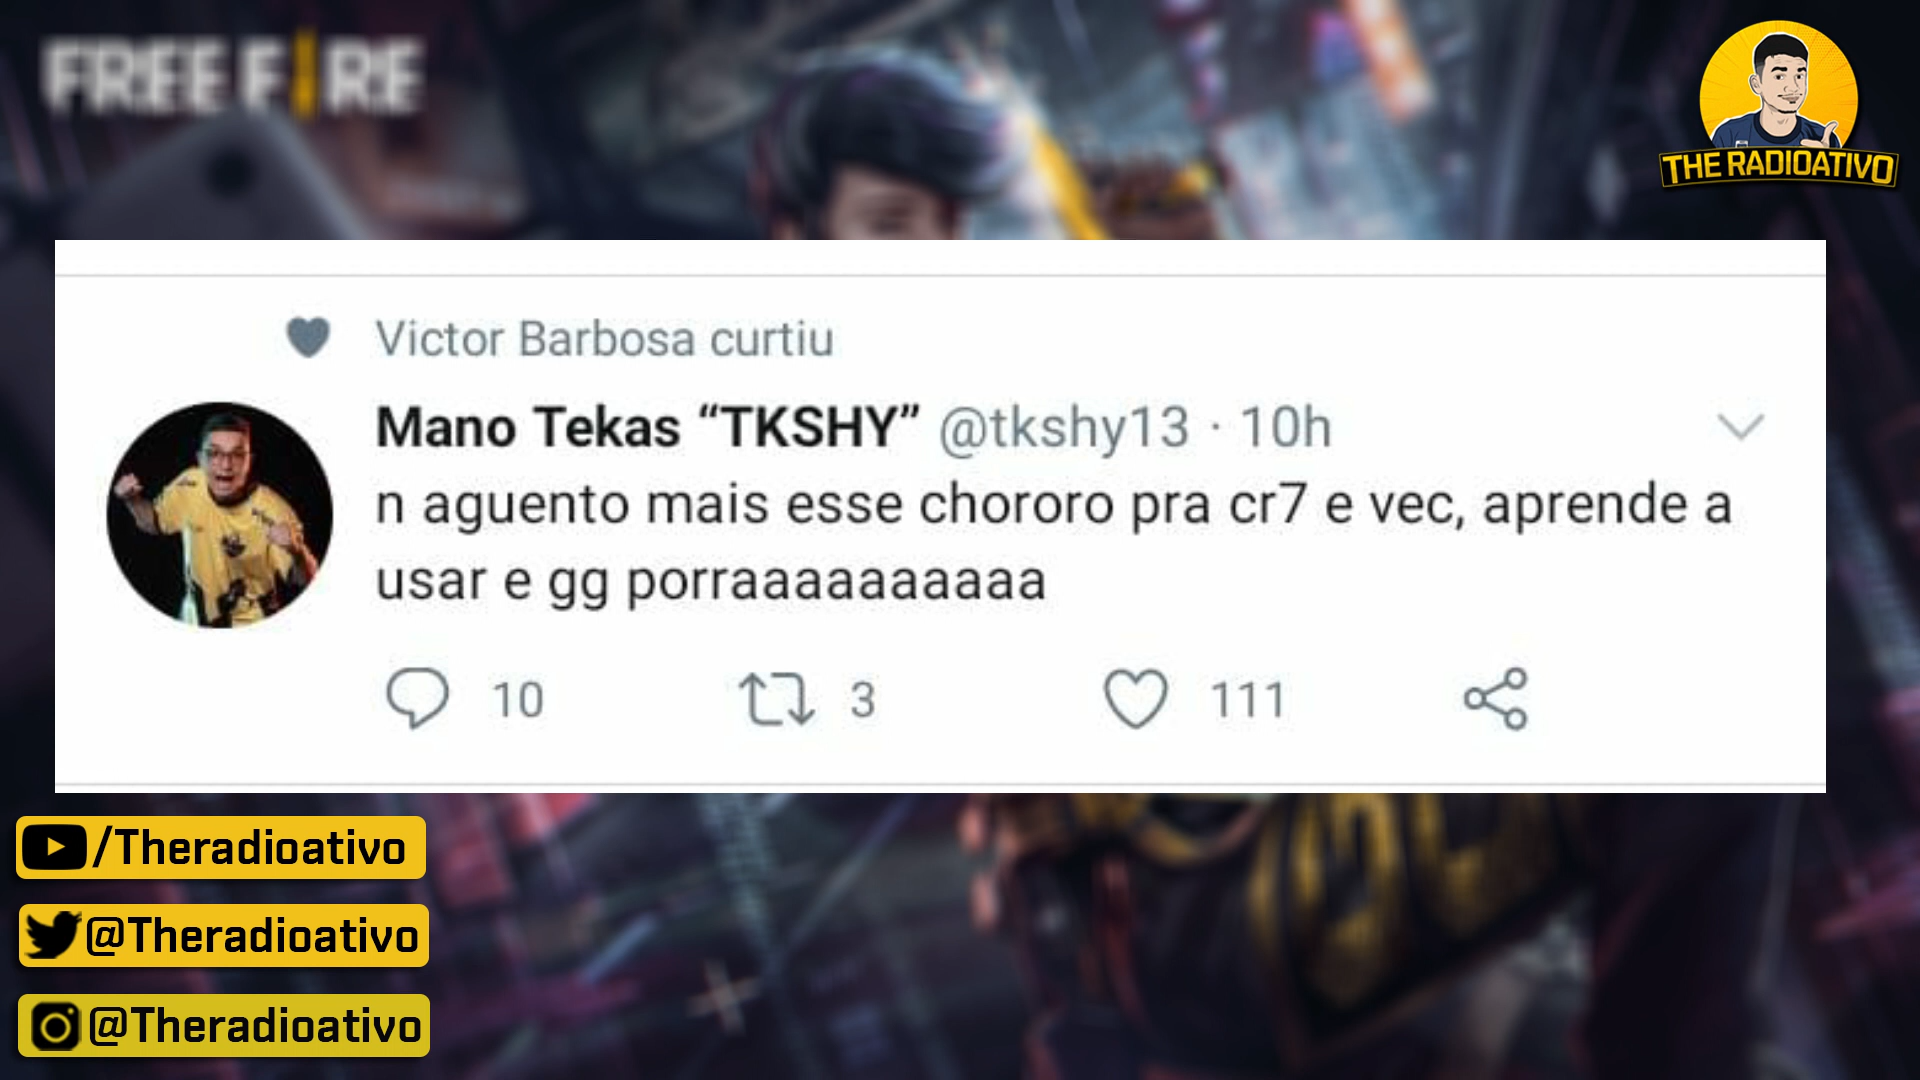 FREE FIRE
THE RADIOATIVO
Victor Barbosa curtiu
Mano Tekas “TKSHY” @tkshy13 · 10h
n aguento mais esse chororo pra cr7 e vec, aprende a
usar e gg porraaaaaaaaaa
10 3 111
/Theradioativo
@Theradioativo
@Theradioativo